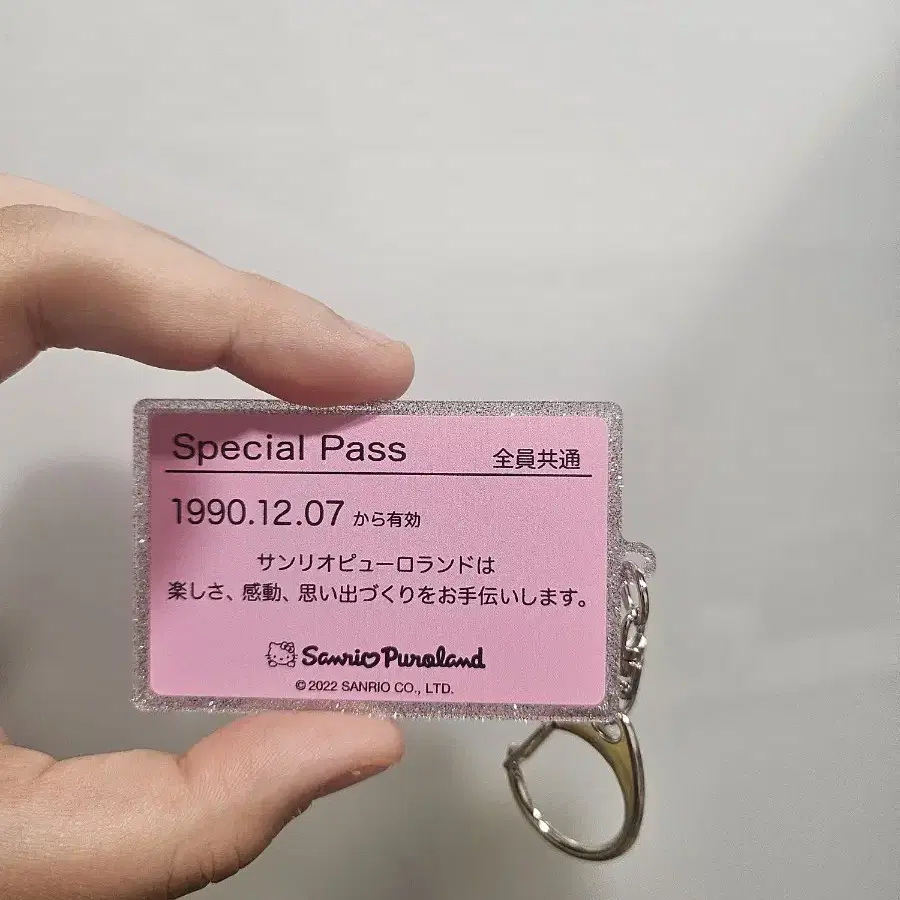 Special Pass 全員共通
1990.12.07 から有効
サンリオピューロランドは
楽しさ、感動、思い出づくりをお手伝いします。
Sanrio Puroland
© 2022 SANRIO CO., LTD.